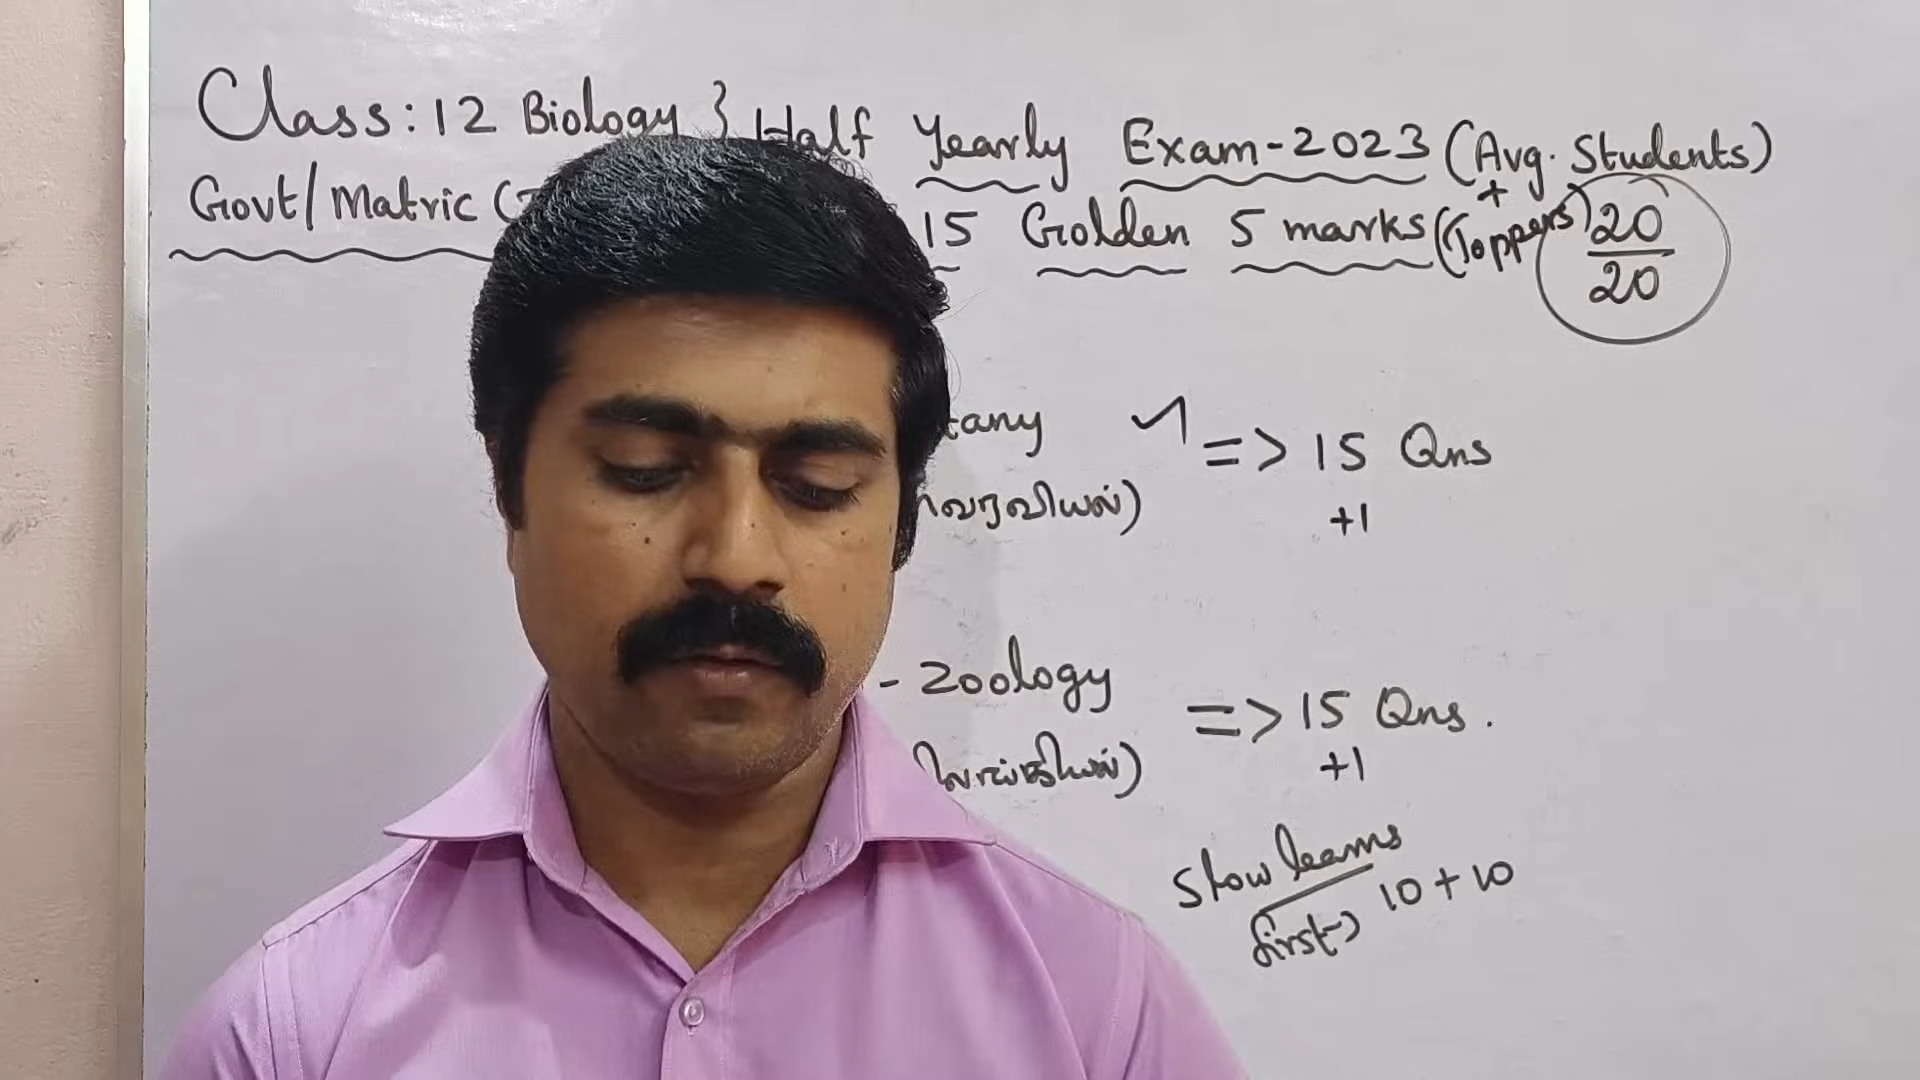 Class: 12 Biology } Half Yearly Exam-2023 (Avg. Students)
+
Govt/Matric 15 Golden 5 marks (Toppers) 20/20
=> 15 Qns
+1
- Zoology => 15 Qns.
+1
Slow learns
first-> 10 + 10